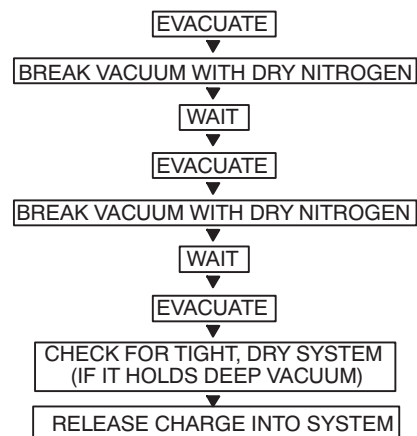 EVACUATE
BREAK VACUUM WITH DRY NITROGEN
WAIT
EVACUATE
BREAK VACUUM WITH DRY NITROGEN
WAIT
EVACUATE
CHECK FOR TIGHT, DRY SYSTEM
(IF IT HOLDS DEEP VACUUM)
RELEASE CHARGE INTO SYSTEM